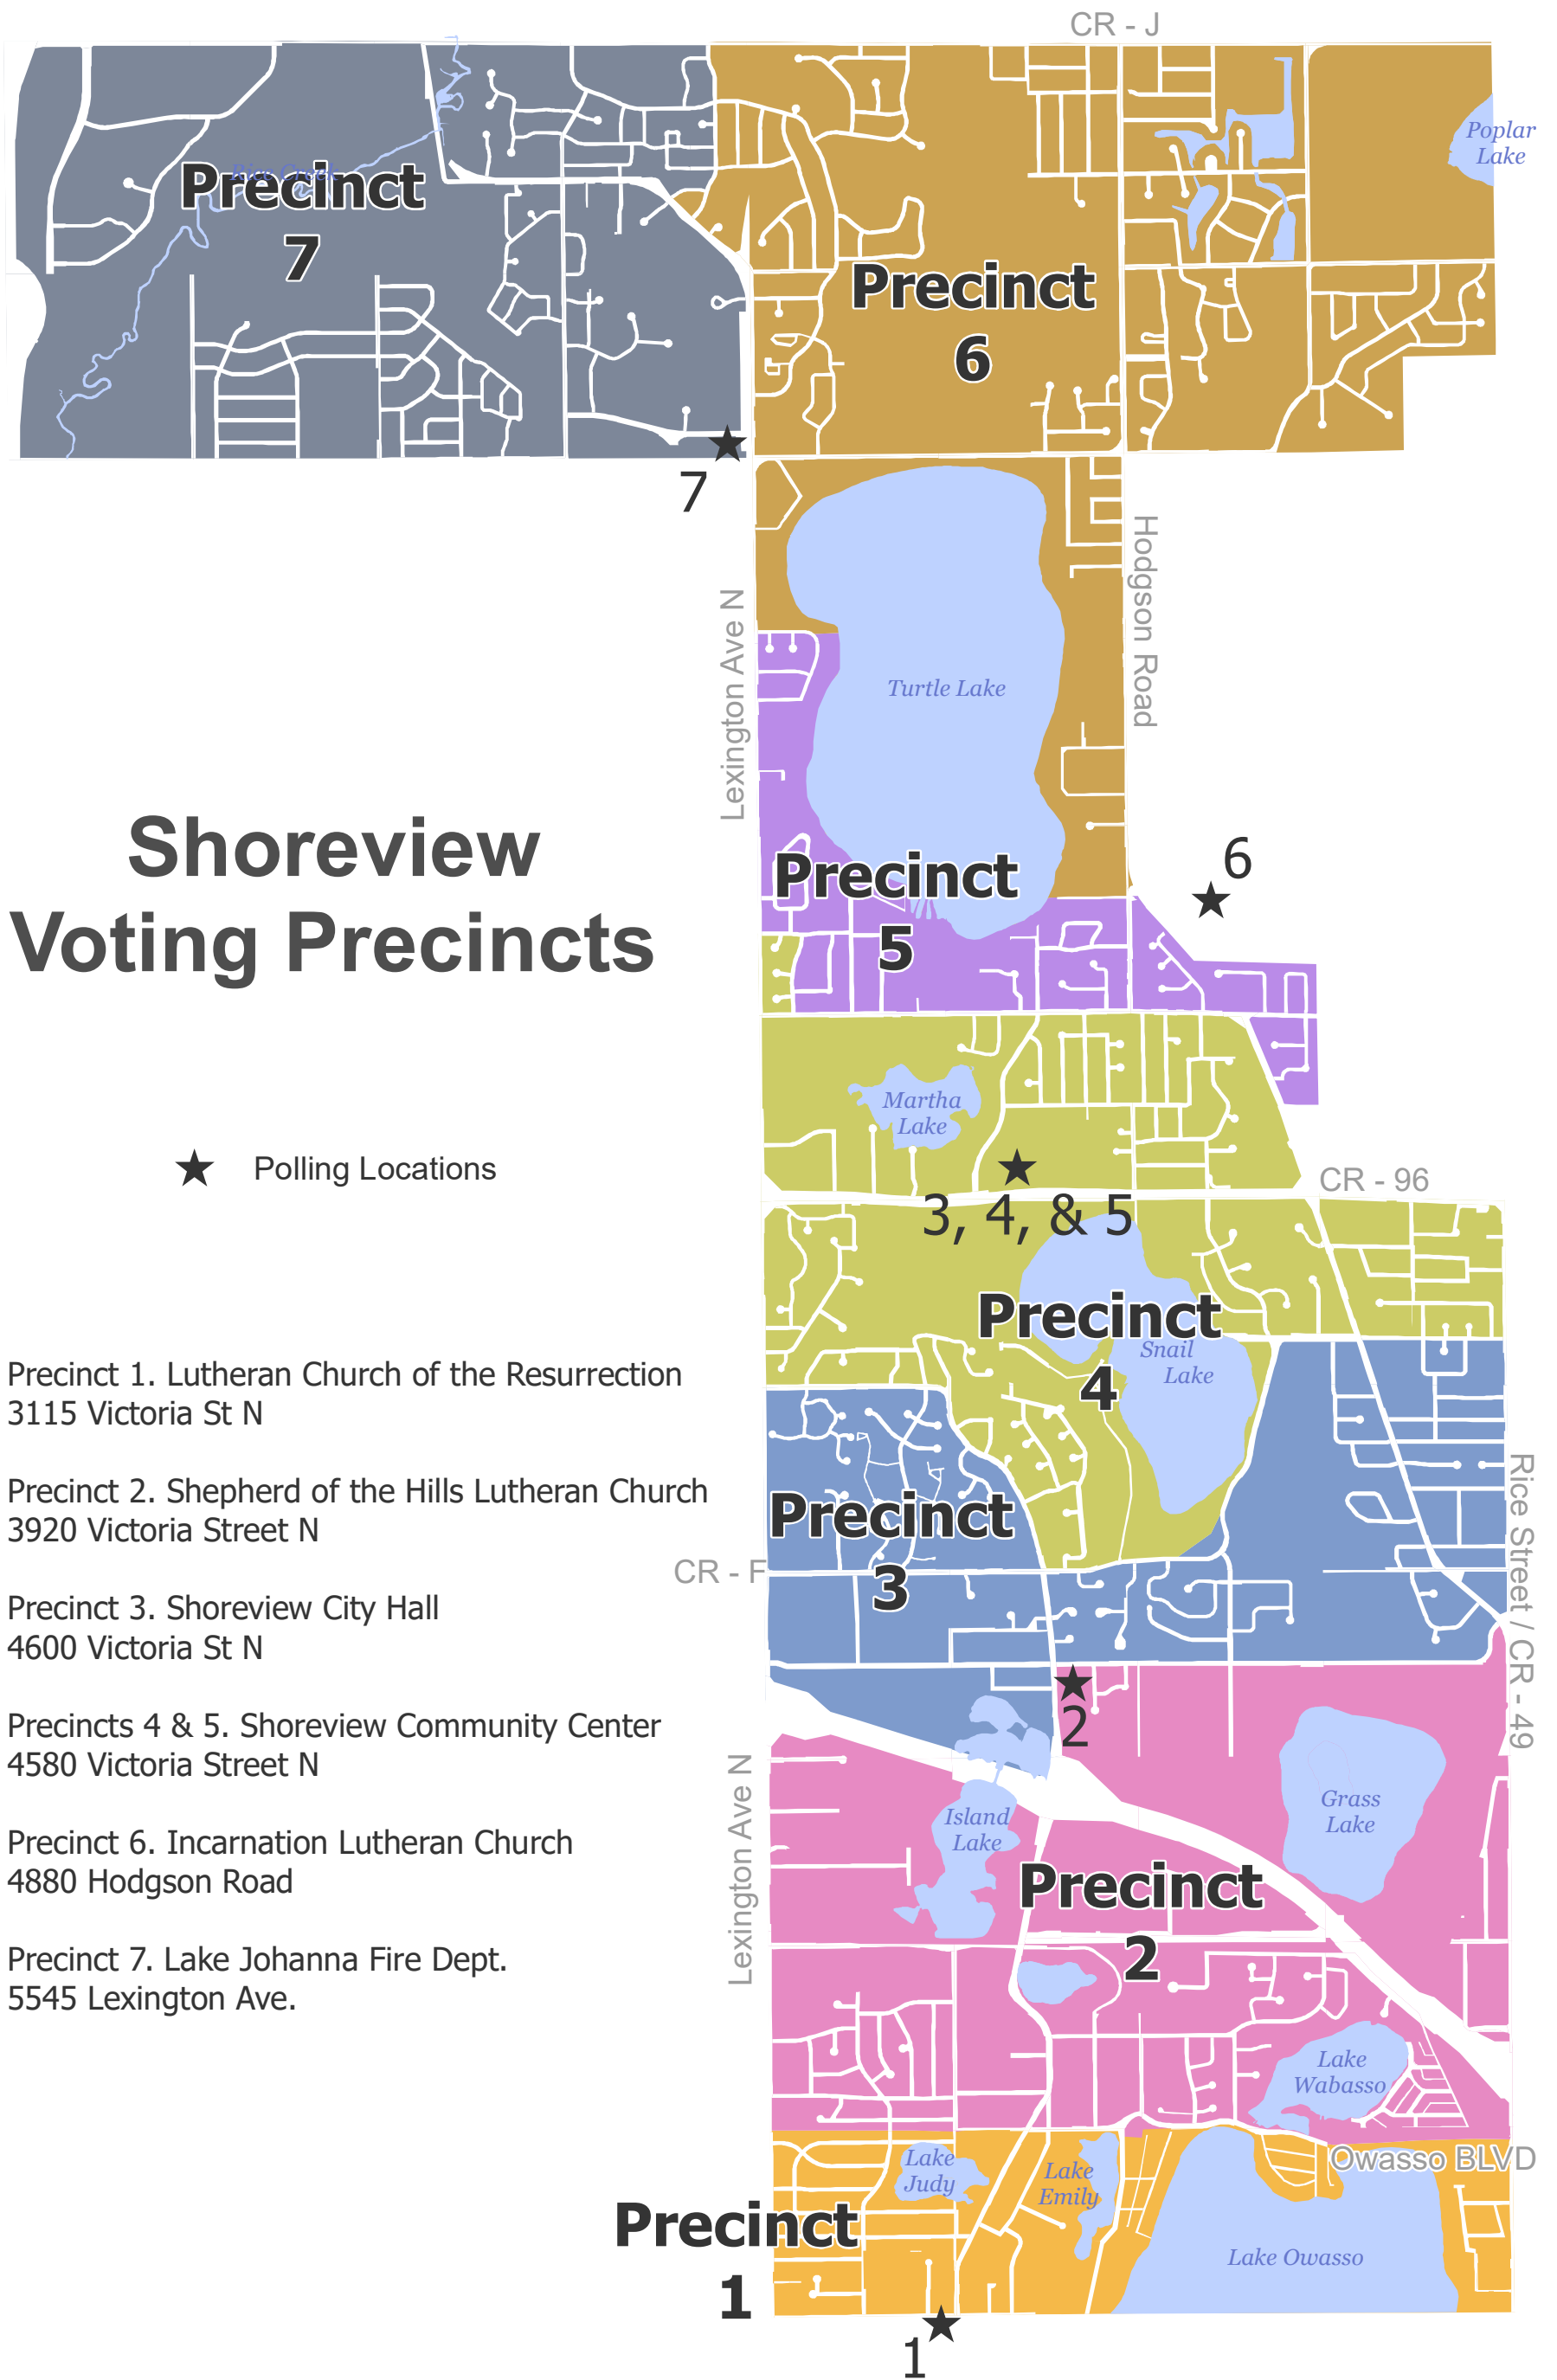 CR - J
Poplar
Lake
Rice Creek
Precinct
7
Precinct
6
7
Hodgson Road
Lexington Ave N
Turtle Lake
Shoreview
Voting Precincts
6
Precinct
5
Martha
Lake
Polling Locations
CR - 96
3, 4, & 5
Precinct
4
Snail
Lake
Precinct 1. Lutheran Church of the Resurrection
3115 Victoria St N
Precinct 2. Shepherd of the Hills Lutheran Church
3920 Victoria Street N
Precinct 3. Shoreview City Hall
4600 Victoria St N
Precincts 4 & 5. Shoreview Community Center
4580 Victoria Street N
Precinct 6. Incarnation Lutheran Church
4880 Hodgson Road
Precinct 7. Lake Johanna Fire Dept.
5545 Lexington Ave.
Precinct
3
CR - F
Rice Street / CR - 49
2
Lexington Ave N
Island
Lake
Grass
Lake
Precinct
2
Lake
Wabasso
Owasso BLVD
Lake
Judy
Lake
Emily
Precinct
1
Lake Owasso
1